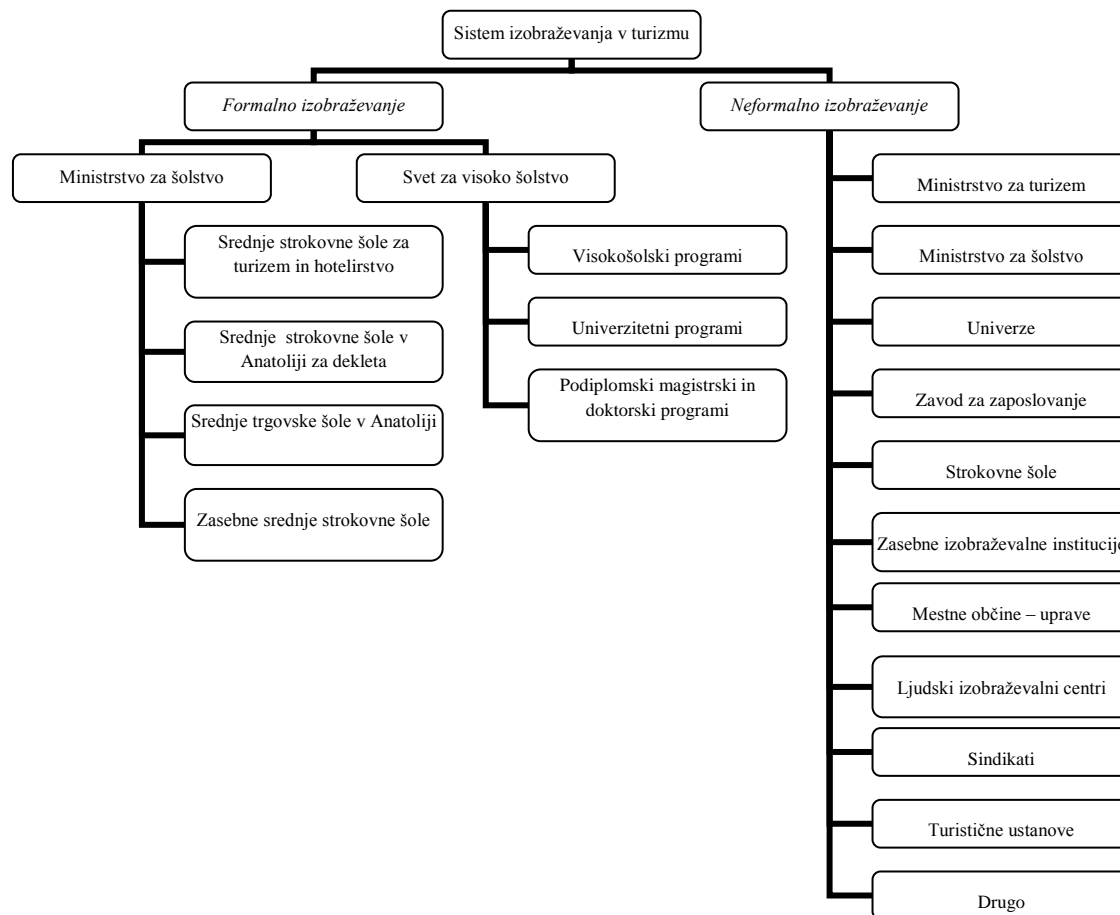 Sistem izobraževanja v turizmu
Formalno izobraževanje
Neformalno izobraževanje
Ministrstvo za šolstvo
Svet za visoko šolstvo
Srednje strokovne šole za
turizem in hotelirstvo
Srednje strokovne šole v
Anatoliji za dekleta
Srednje trgovske šole v Anatoliji
Zasebne srednje strokovne šole
Visokošolski programi
Univerzitetni programi
Podiplomski magistrski in
doktorski programi
Ministrstvo za turizem
Ministrstvo za šolstvo
Univerze
Zavod za zaposlovanje
Strokovne šole
Zasebne izobraževalne institucije
Mestne občine – uprave
Ljudski izobraževalni centri
Sindikati
Turistične ustanove
Drugo